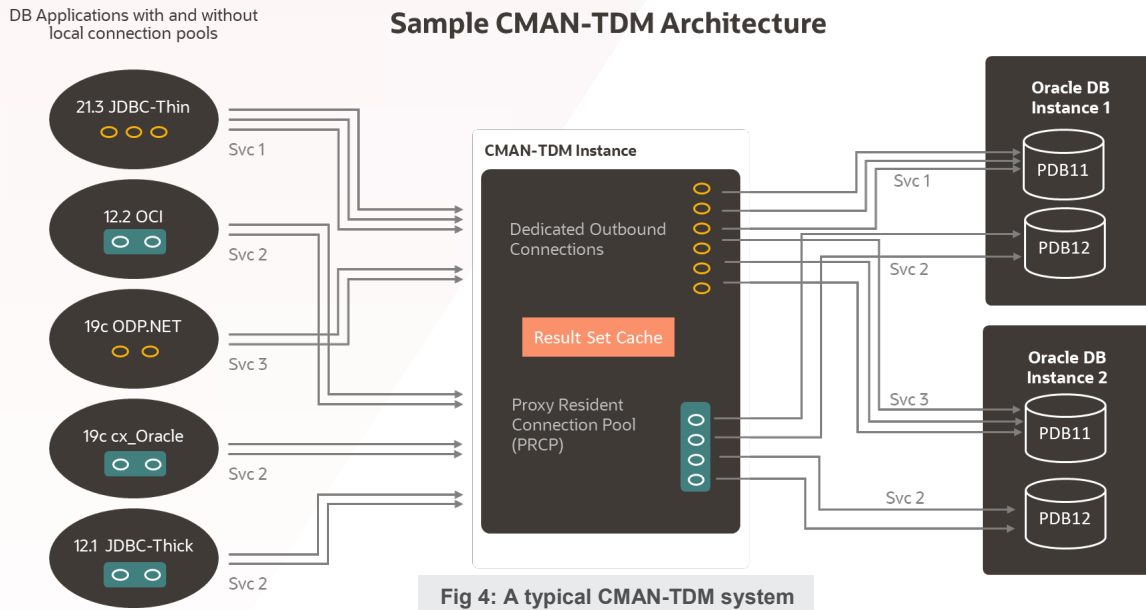 DB Applications with and without
local connection pools
Sample CMAN-TDM Architecture
21.3 JDBC-Thin
Svc 1
12.2 OCI
Svc 2
19c ODP.NET
Svc 3
19c cx_Oracle
Svc 2
12.1 JDBC-Thick
Svc 2
CMAN-TDM Instance
Dedicated Outbound
Connections
Result Set Cache
Proxy Resident
Connection Pool
(PRCP)
Svc 1
Svc 2
Svc 3
Svc 2
Oracle DB
Instance 1
PDB11
PDB12
Oracle DB
Instance 2
PDB11
PDB12
Fig 4: A typical CMAN-TDM system